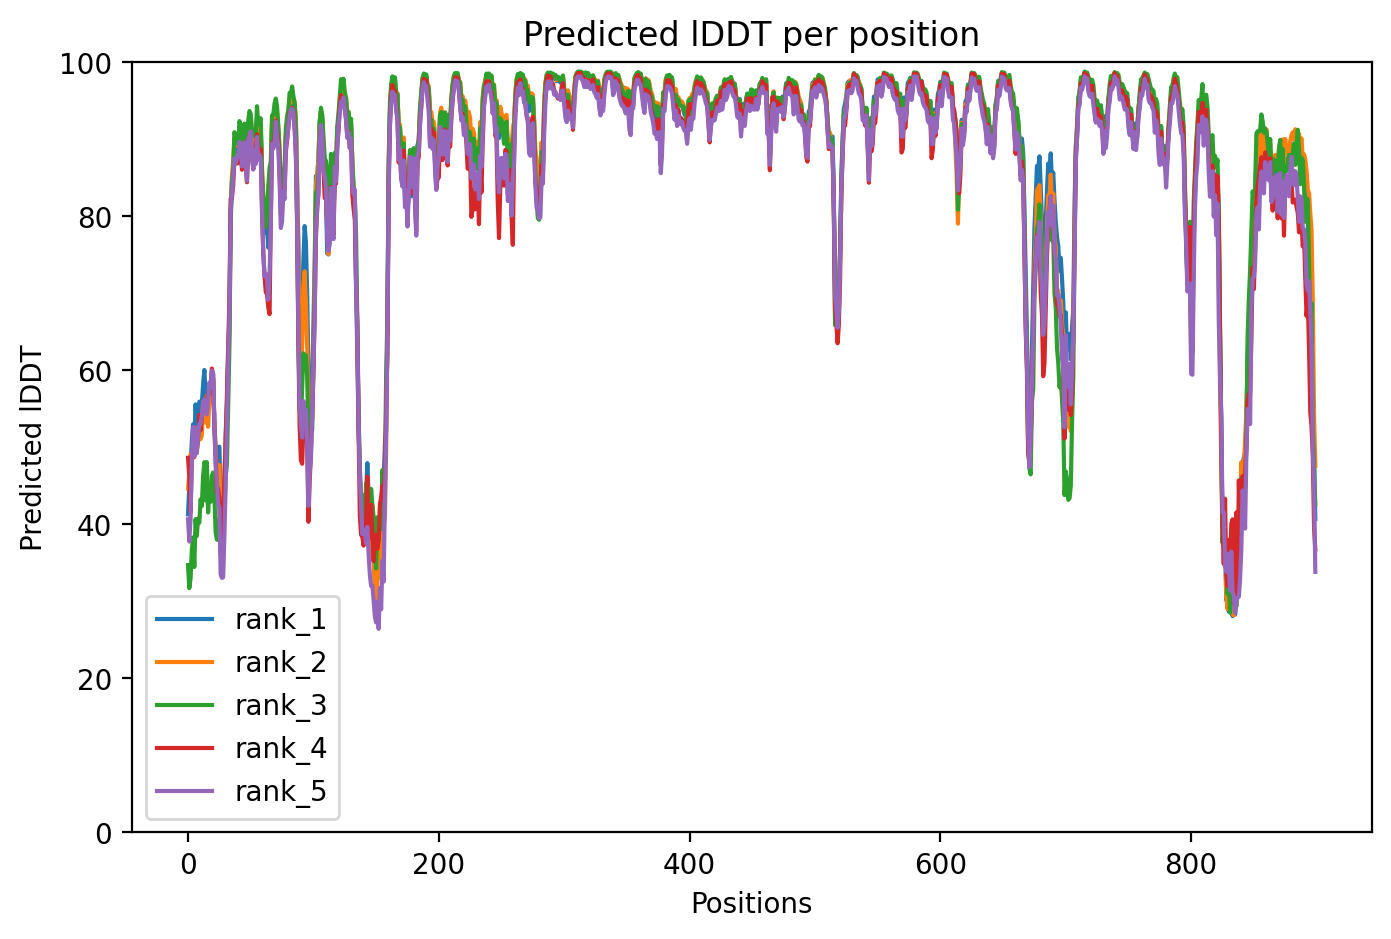 Predicted lDDT per position
100
80
60
40
20
0
Predicted lDDT
rank_1
rank_2
rank_3
rank_4
rank_5
0 200 400 600 800
Positions